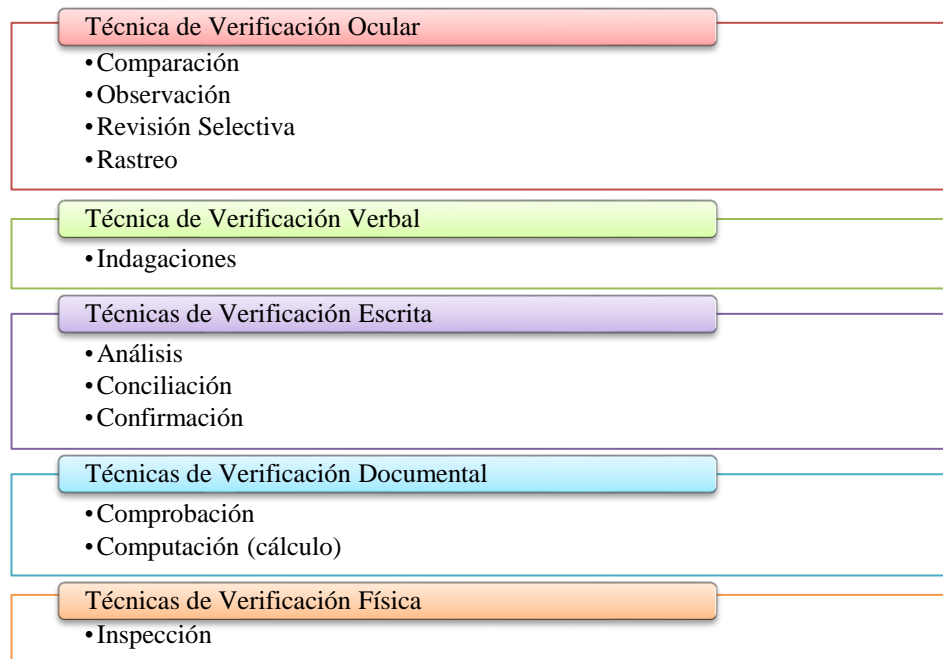 Técnica de Verificación Ocular
•Comparación
•Observación
•Revisión Selectiva
•Rastreo
Técnica de Verificación Verbal
•Indagaciones
Técnicas de Verificación Escrita
•Análisis
•Conciliación
•Confirmación
Técnicas de Verificación Documental
•Comprobación
•Computación (cálculo)
Técnicas de Verificación Física
•Inspección